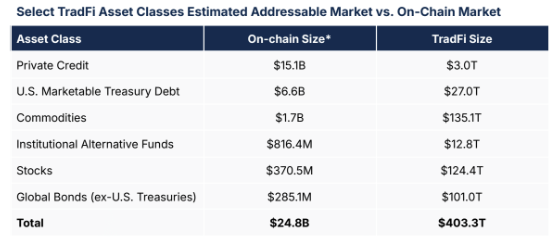 Select TradFi Asset Classes Estimated Addressable Market vs. On-Chain Market
Asset Class On-chain Size* TradFi Size
Private Credit $15.1B $3.0T
U.S. Marketable Treasury Debt $6.6B $27.0T
Commodities $1.7B $135.1T
Institutional Alternative Funds $816.4M $12.8T
Stocks $370.5M $124.4T
Global Bonds (ex-U.S. Treasuries) $285.1M $101.0T
Total $24.8B $403.3T